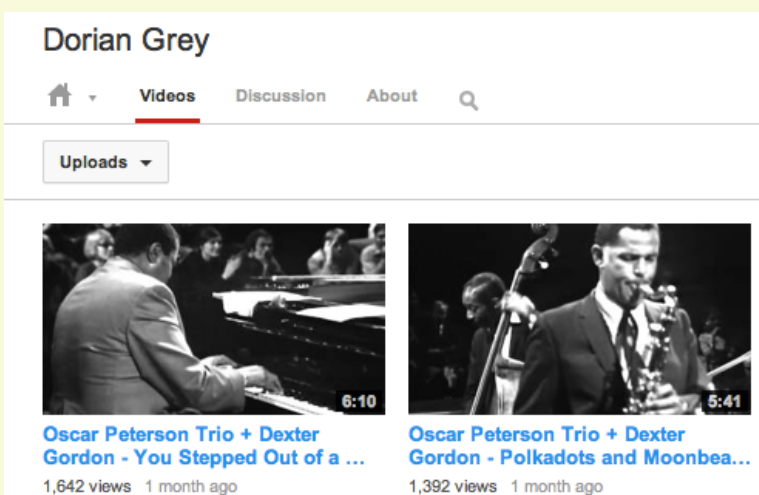 Dorian Grey
Videos Discussion About
Uploads
6:10
5:41
Oscar Peterson Trio + Dexter
Gordon - You Stepped Out of a ...
1,642 views 1 month ago
Oscar Peterson Trio + Dexter
Gordon - Polkadots and Moonbea...
1,392 views 1 month ago